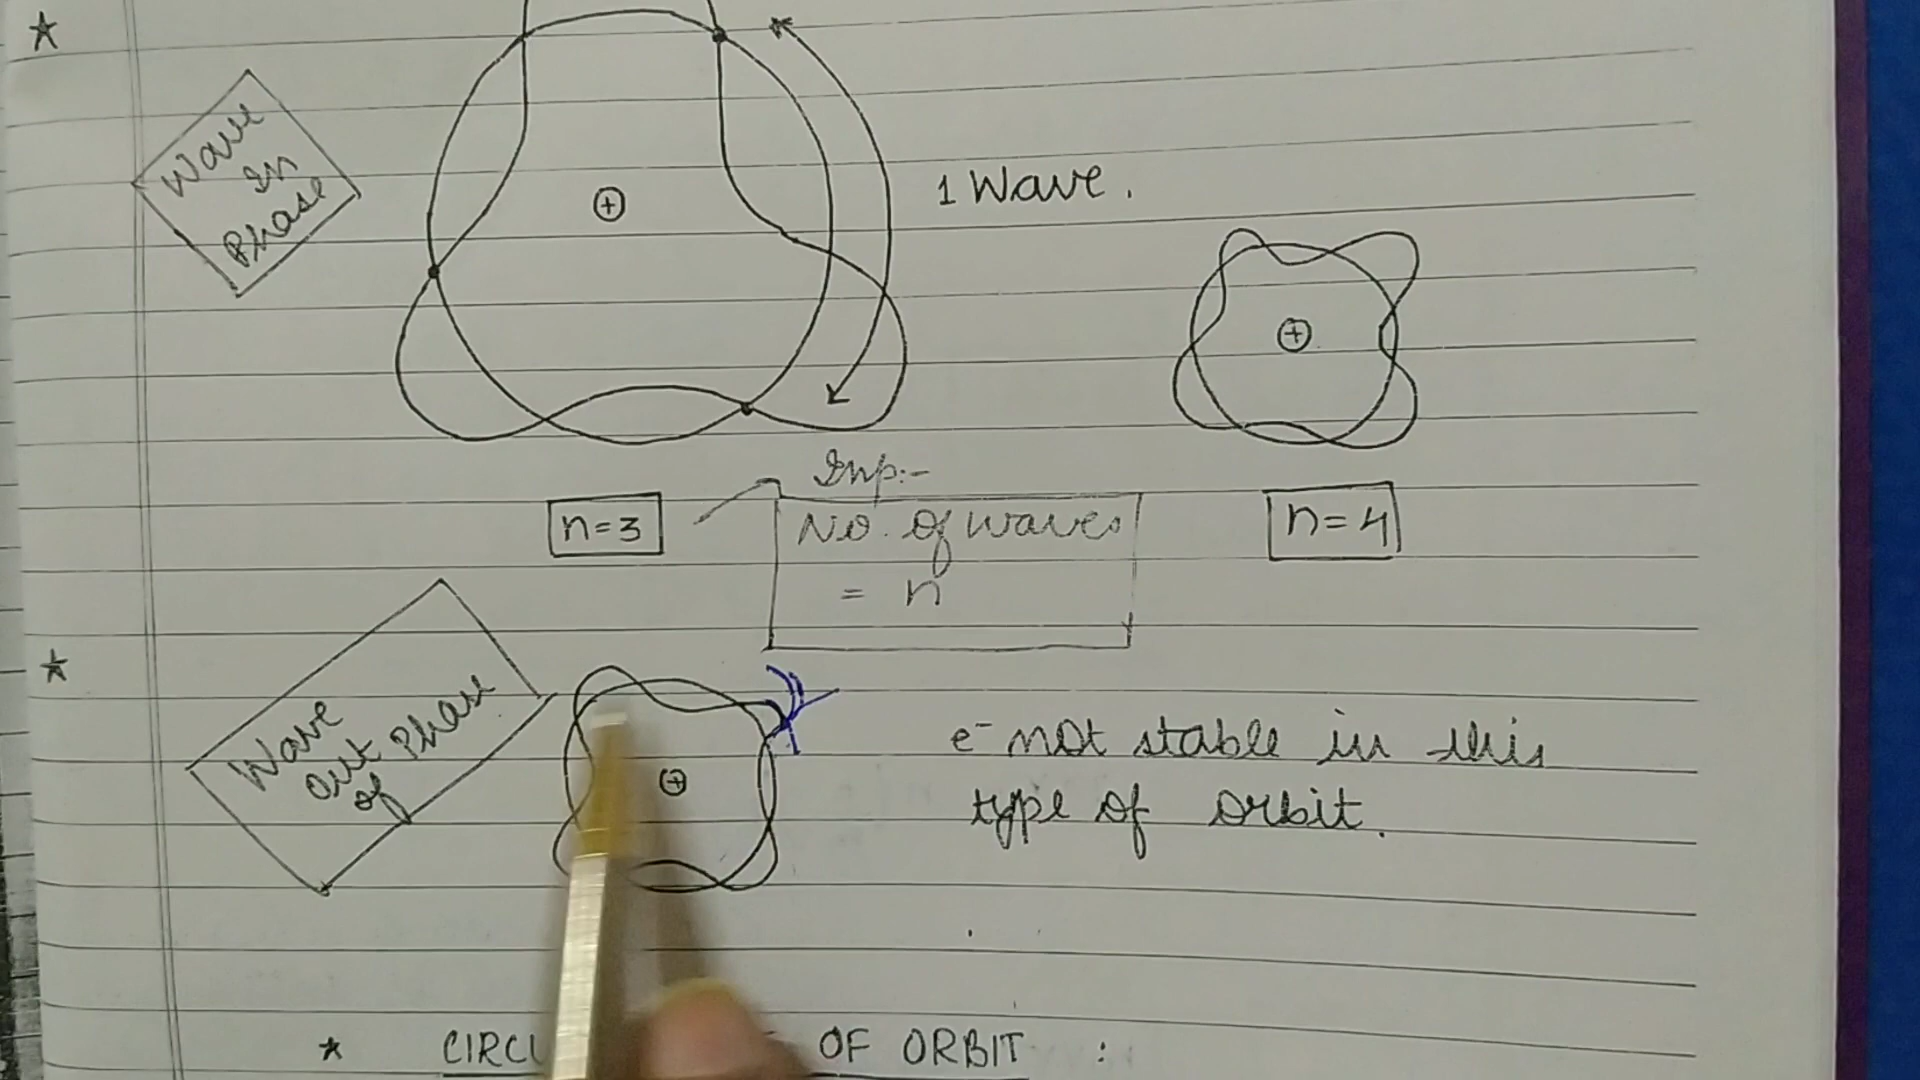 Wave
In
Phase
+
1 Wave.
+
Imp:-
n=3
No. of waves
= n
n=4
Wave
out Phase
of
+
e- not stable in this
type of orbit.
OF ORBIT :